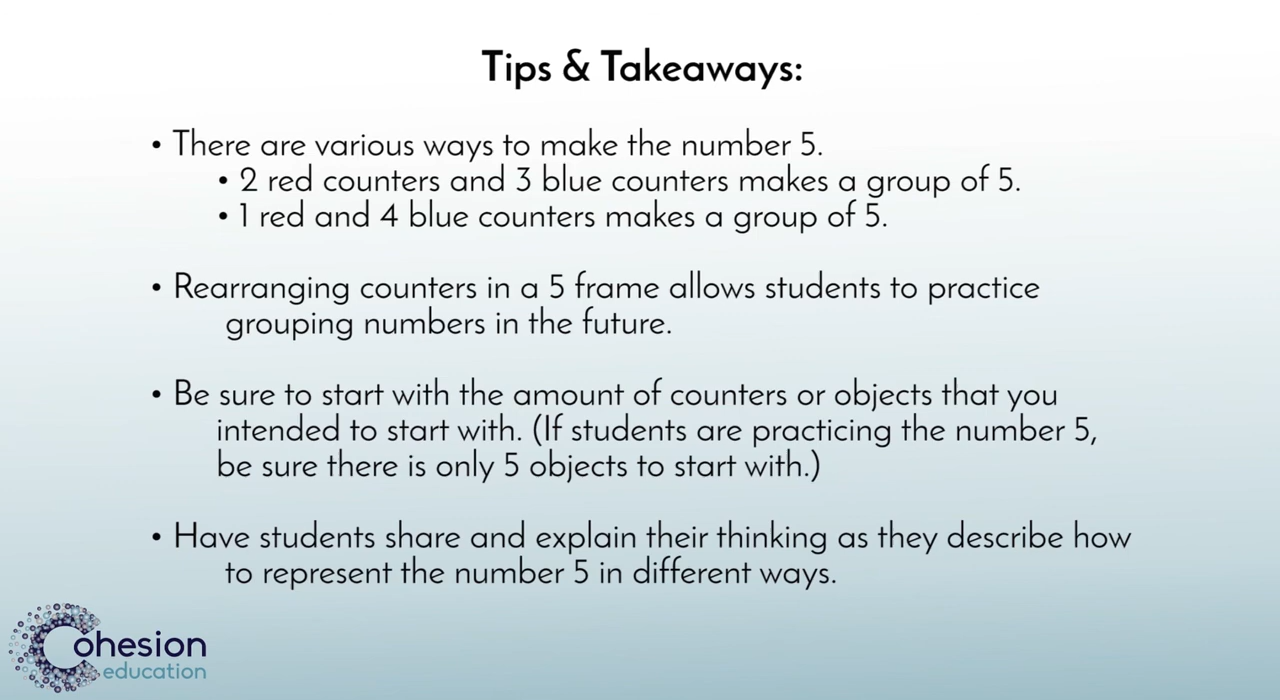 Tips & Takeaways:
• There are various ways to make the number 5.
• 2 red counters and 3 blue counters makes a group of 5.
• 1 red and 4 blue counters makes a group of 5.
• Rearranging counters in a 5 frame allows students to practice
grouping numbers in the future.
• Be sure to start with the amount of counters or objects that you
intended to start with. (If students are practicing the number 5,
be sure there is only 5 objects to start with.)
• Have students share and explain their thinking as they describe how
to represent the number 5 in different ways.
Cohesion
education